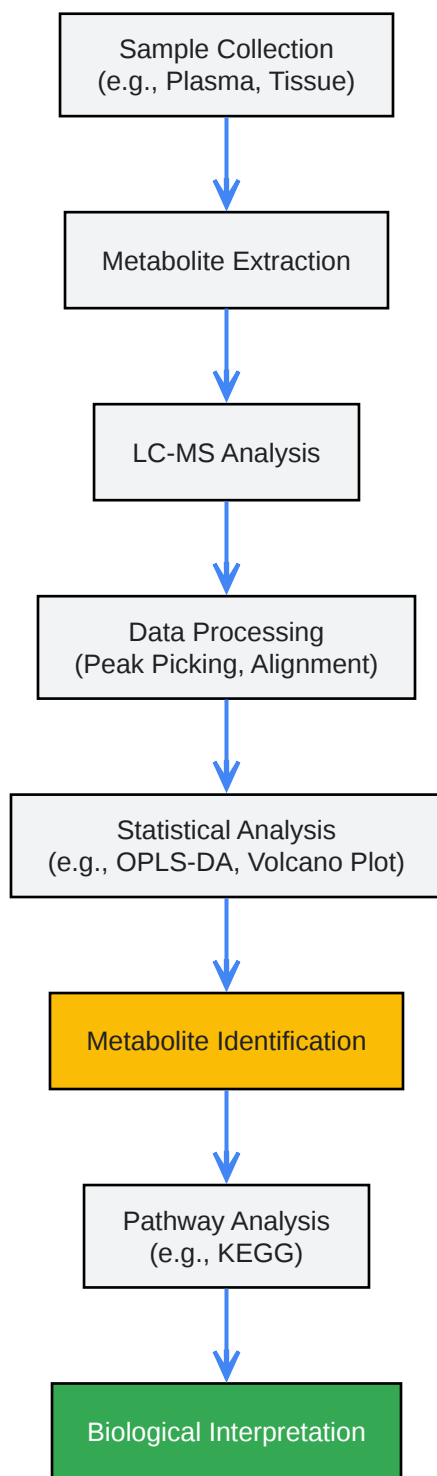 Sample Collection
(e.g., Plasma, Tissue)
Metabolite Extraction
LC-MS Analysis
Data Processing
(Peak Picking, Alignment)
Statistical Analysis
(e.g., OPLS-DA, Volcano Plot)
Metabolite Identification
Pathway Analysis
(e.g., KEGG)
Biological Interpretation